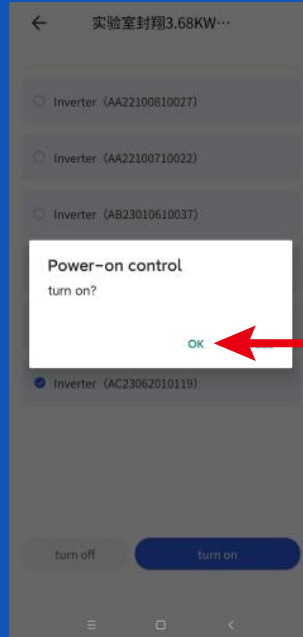 实验室封翔3.68KW…
Inverter（AA22100810027）
Inverter（AA22100710022）
Inverter（AB23010610037）
Power-on control
turn on?
OK
Inverter（AC23062010119）
turn off
turn on